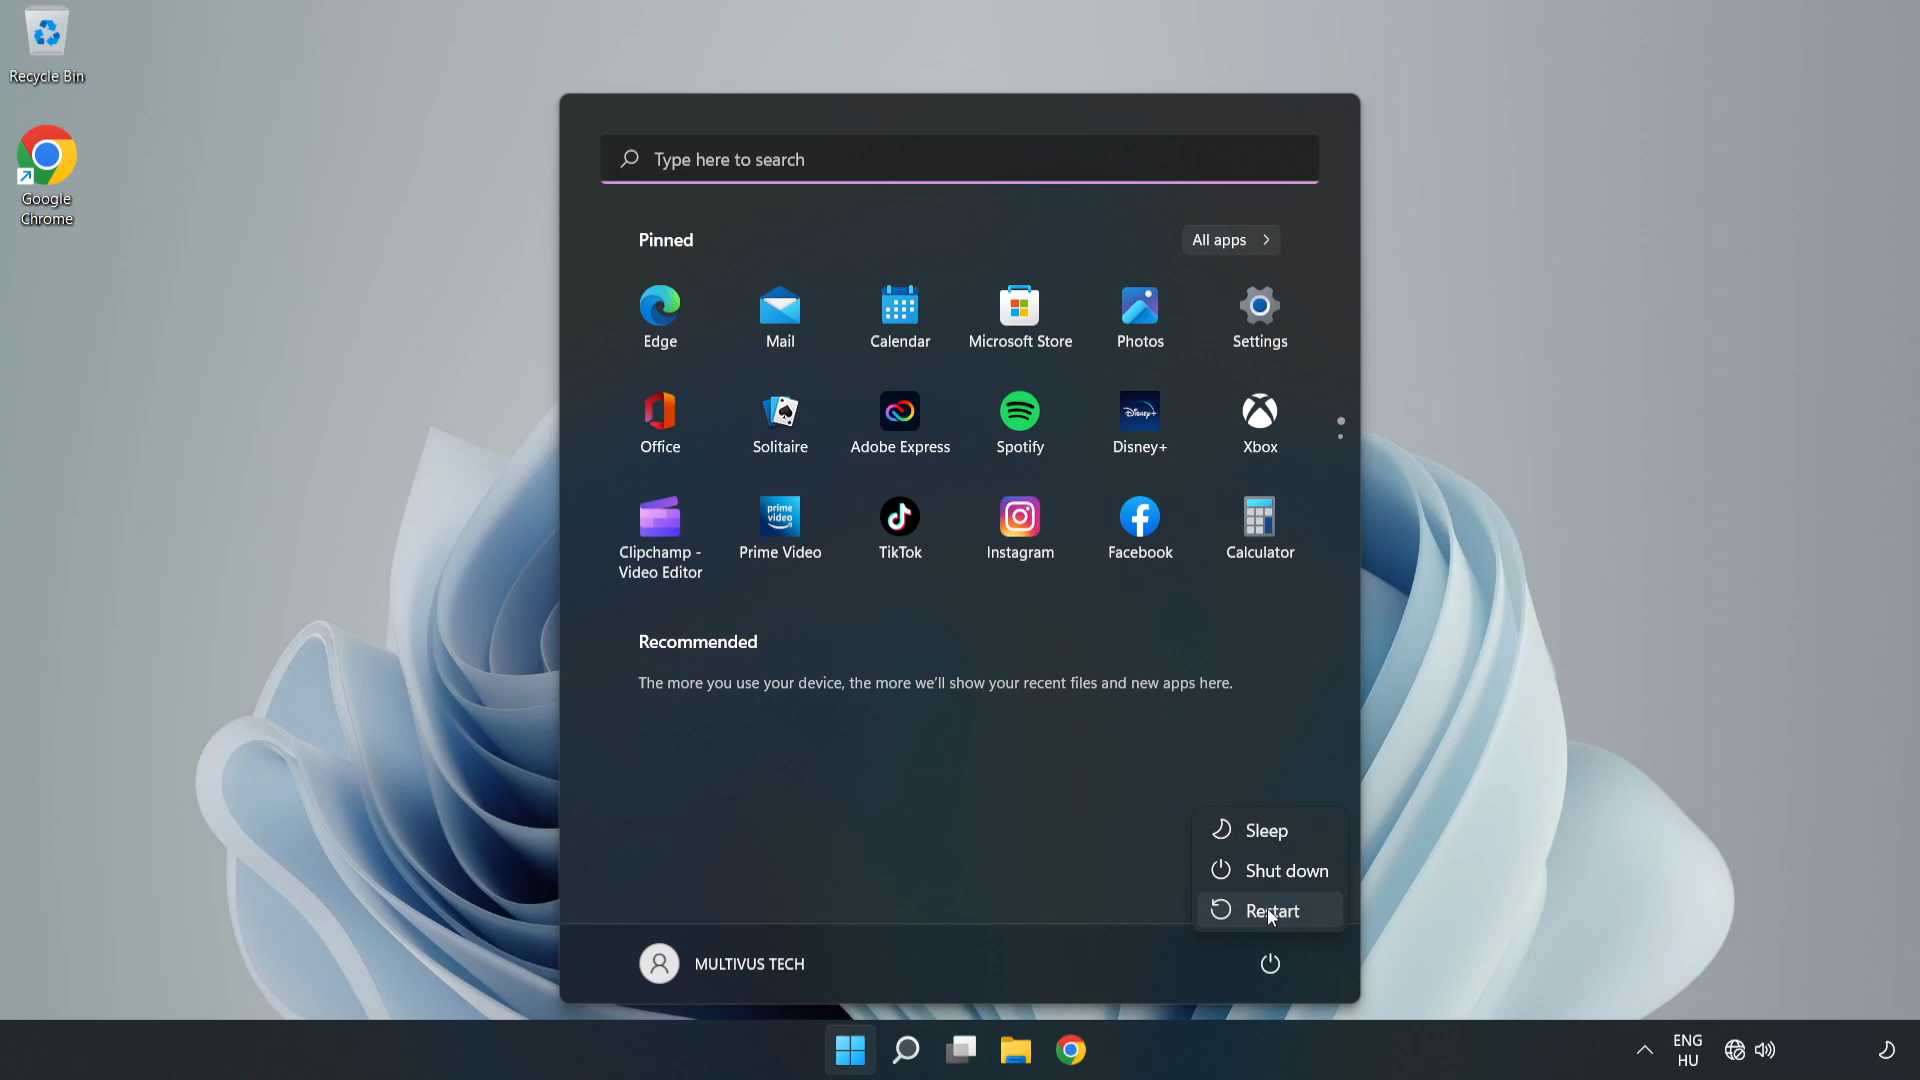 Recycle Bin
Google
Chrome
Type here to search
Pinned
All apps
Edge
Mail
Calendar
Microsoft Store
Photos
Settings
Office
Solitaire
Adobe Express
Spotify
Disney+
Disney+
Xbox
prime
video
Clipchamp -
Video Editor
Prime Video
TikTok
Instagram
Facebook
Calculator
Recommended
The more you use your device, the more we'll show your recent files and new apps here.
Sleep
Shut down
Restart
MULTIVUS TECH
ENG
HU